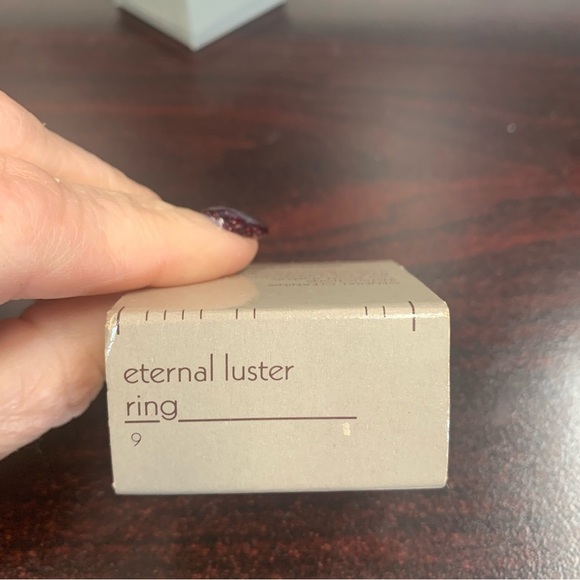 eternal luster
ring
9